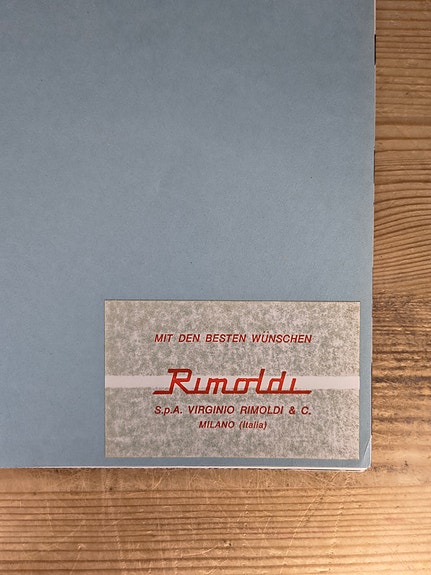 MIT DEN BESTEN WÜNSCHEN
Rimoldi
S.p.A. VIRGINIO RIMOLDI & C.
MILANO (Italia)